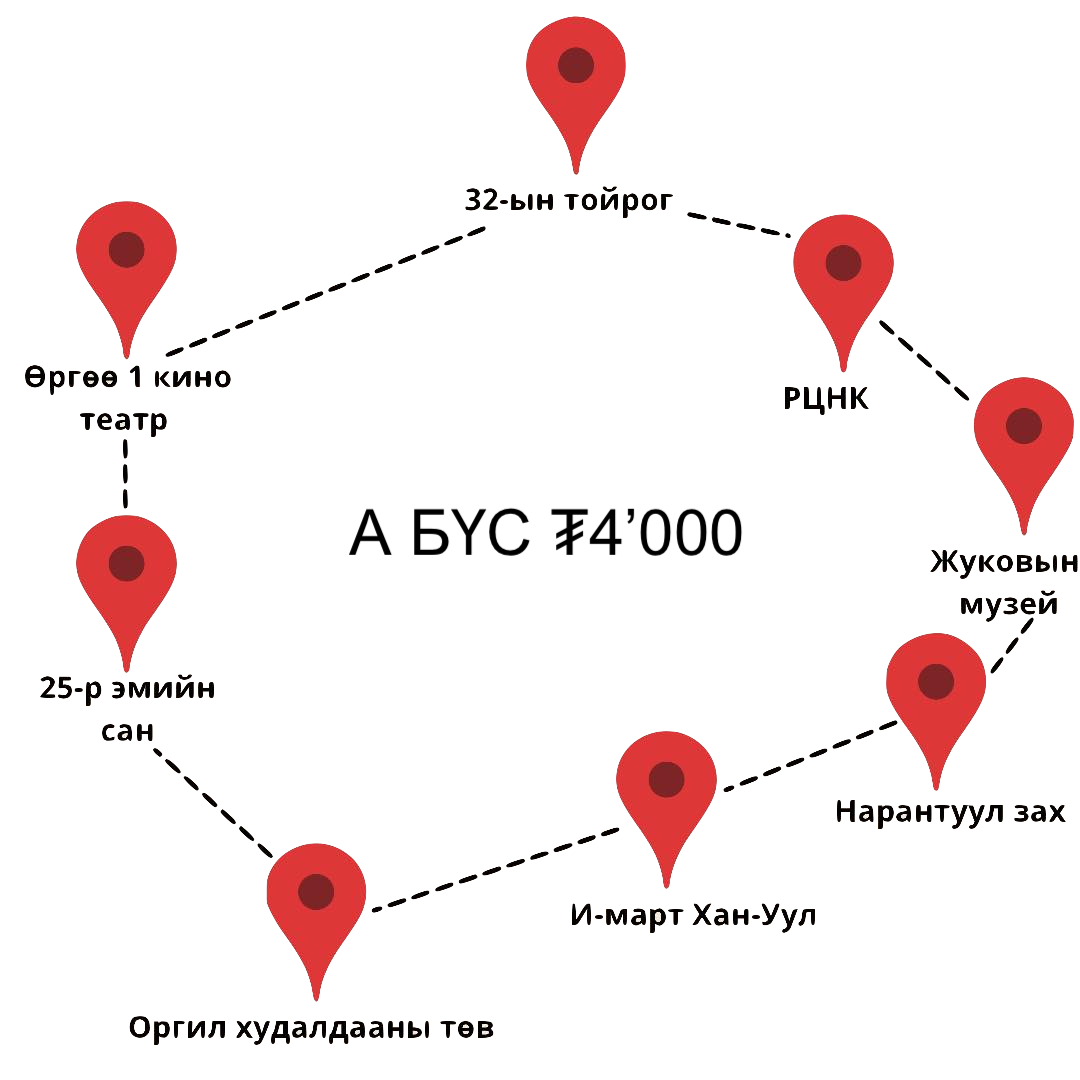 32-ын тойрог
Өргөө 1 кино
театр
РЦНК
А БҮС ₮4’000
Жуковын
музей
25-р эмийн
сан
Нарантуул зах
И-март Хан-Уул
Оргил худалдааны төв